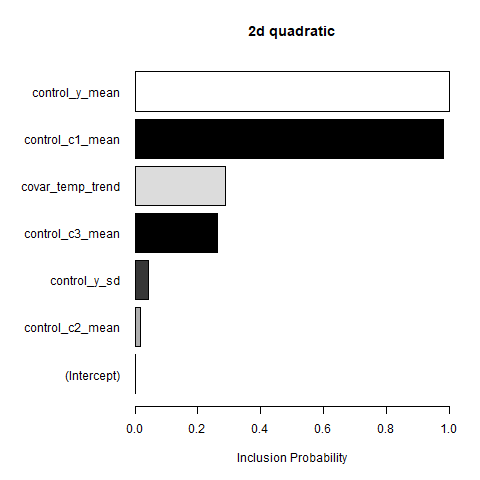 2d quadratic
control_y_mean
control_c1_mean
covar_temp_trend
control_c3_mean
control_y_sd
control_c2_mean
(Intercept)
0.0 0.2 0.4 0.6 0.8 1.0
Inclusion Probability